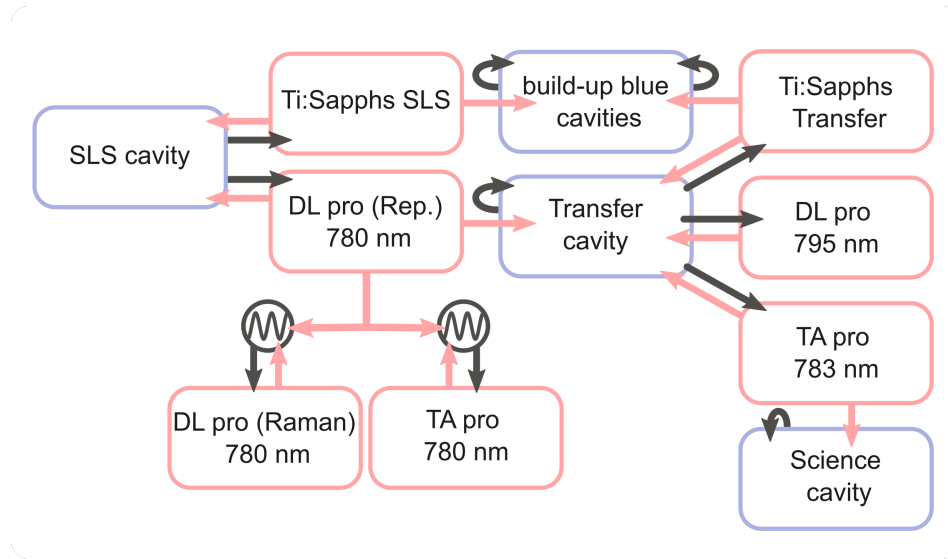 Ti:Sapphs SLS
build-up blue
cavities
Ti:Sapphs
Transfer
SLS cavity
DL pro (Rep.)
780 nm
Transfer
cavity
DL pro
795 nm
TA pro
783 nm
DL pro (Raman)
780 nm
TA pro
780 nm
Science
cavity